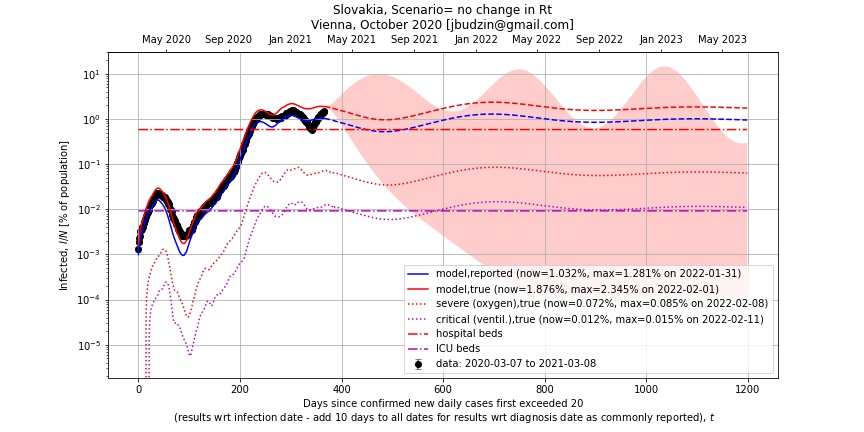 Slovakia, Scenario= no change in Rt
Vienna, October 2020 [jbudzin@gmail.com]
May 2020 Sep 2020 Jan 2021 May 2021 Sep 2021 Jan 2022 May 2022 Sep 2022 Jan 2023 May 2023
Infected, I/N [% of population]
10^1
10^0
10^-1
10^-2
10^-3
10^-4
10^-5
model,reported (now=1.032%, max=1.281% on 2022-01-31)
model,true (now=1.876%, max=2.345% on 2022-02-01)
severe (oxygen),true (now=0.072%, max=0.085% on 2022-02-08)
critical (ventil.),true (now=0.012%, max=0.015% on 2022-02-11)
hospital beds
ICU beds
data: 2020-03-07 to 2021-03-08
0 200 400 600 800 1000 1200
Days since confirmed new daily cases first exceeded 20
(results wrt infection date - add 10 days to all dates for results wrt diagnosis date as commonly reported), t